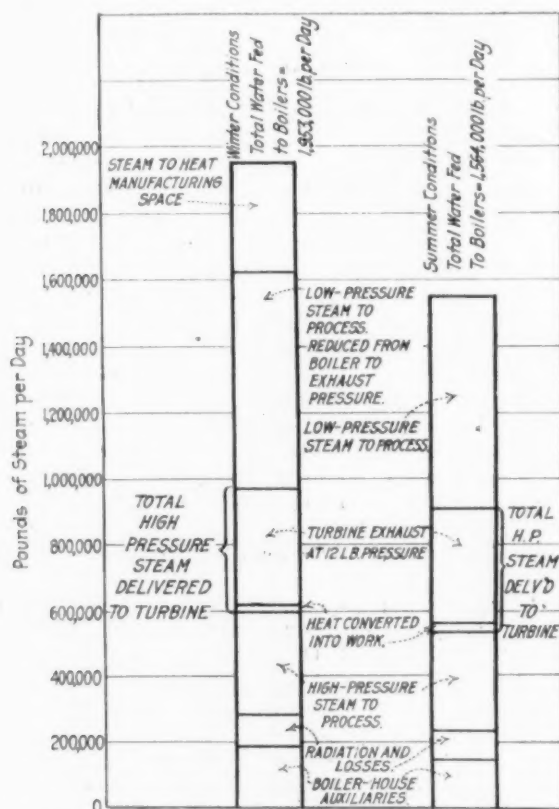 Winter Conditions
Total Water Fed
to Boilers=
1,953,000 lb. per Day
Summer Conditions
Total Water Fed
To Boilers=1,564,000 lb. per Day
Pounds of Steam per Day
2,000,000
1,800,000
1,600,000
1,400,000
1,200,000
1,000,000
800,000
600,000
400,000
200,000
0
STEAM TO HEAT
MANUFACTURING
SPACE
LOW-PRESSURE
STEAM TO
PROCESS.
REDUCED FROM
BOILER TO
EXHAUST
PRESSURE.
LOW-PRESSURE
STEAM TO PROCESS.
TOTAL
HIGH
PRESSURE
STEAM
DELIVERED
TO TURBINE
TURBINE EXHAUST
AT 12 LB. PRESSURE
TOTAL
H.P.
STEAM
DELV'D
TO
TURBINE
HEAT CONVERTED
INTO WORK.
HIGH-PRESSURE
STEAM TO
PROCESS.
RADIATION AND
LOSSES.
BOILER-HOUSE
AUXILIARIES.